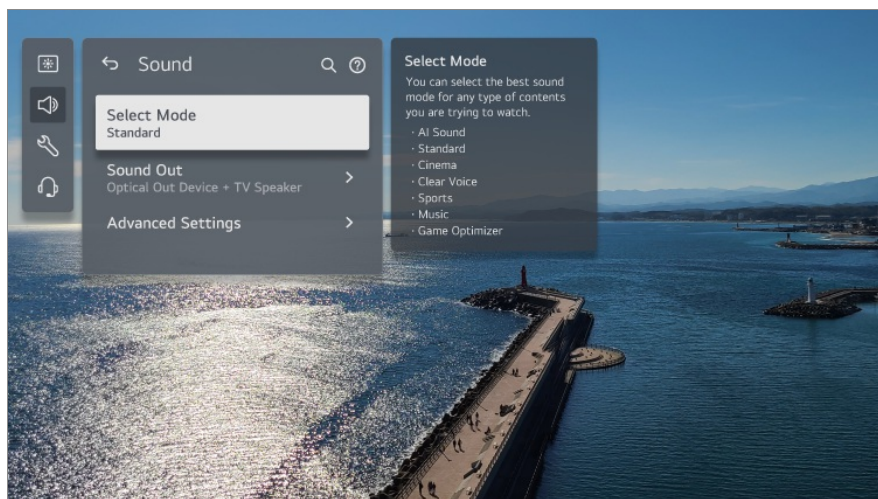 Sound
Select Mode
Standard
Sound Out
Optical Out Device + TV Speaker
Advanced Settings
Select Mode
You can select the best sound
mode for any type of contents
you are trying to watch.
· AI Sound
· Standard
· Cinema
· Clear Voice
· Sports
· Music
· Game Optimizer